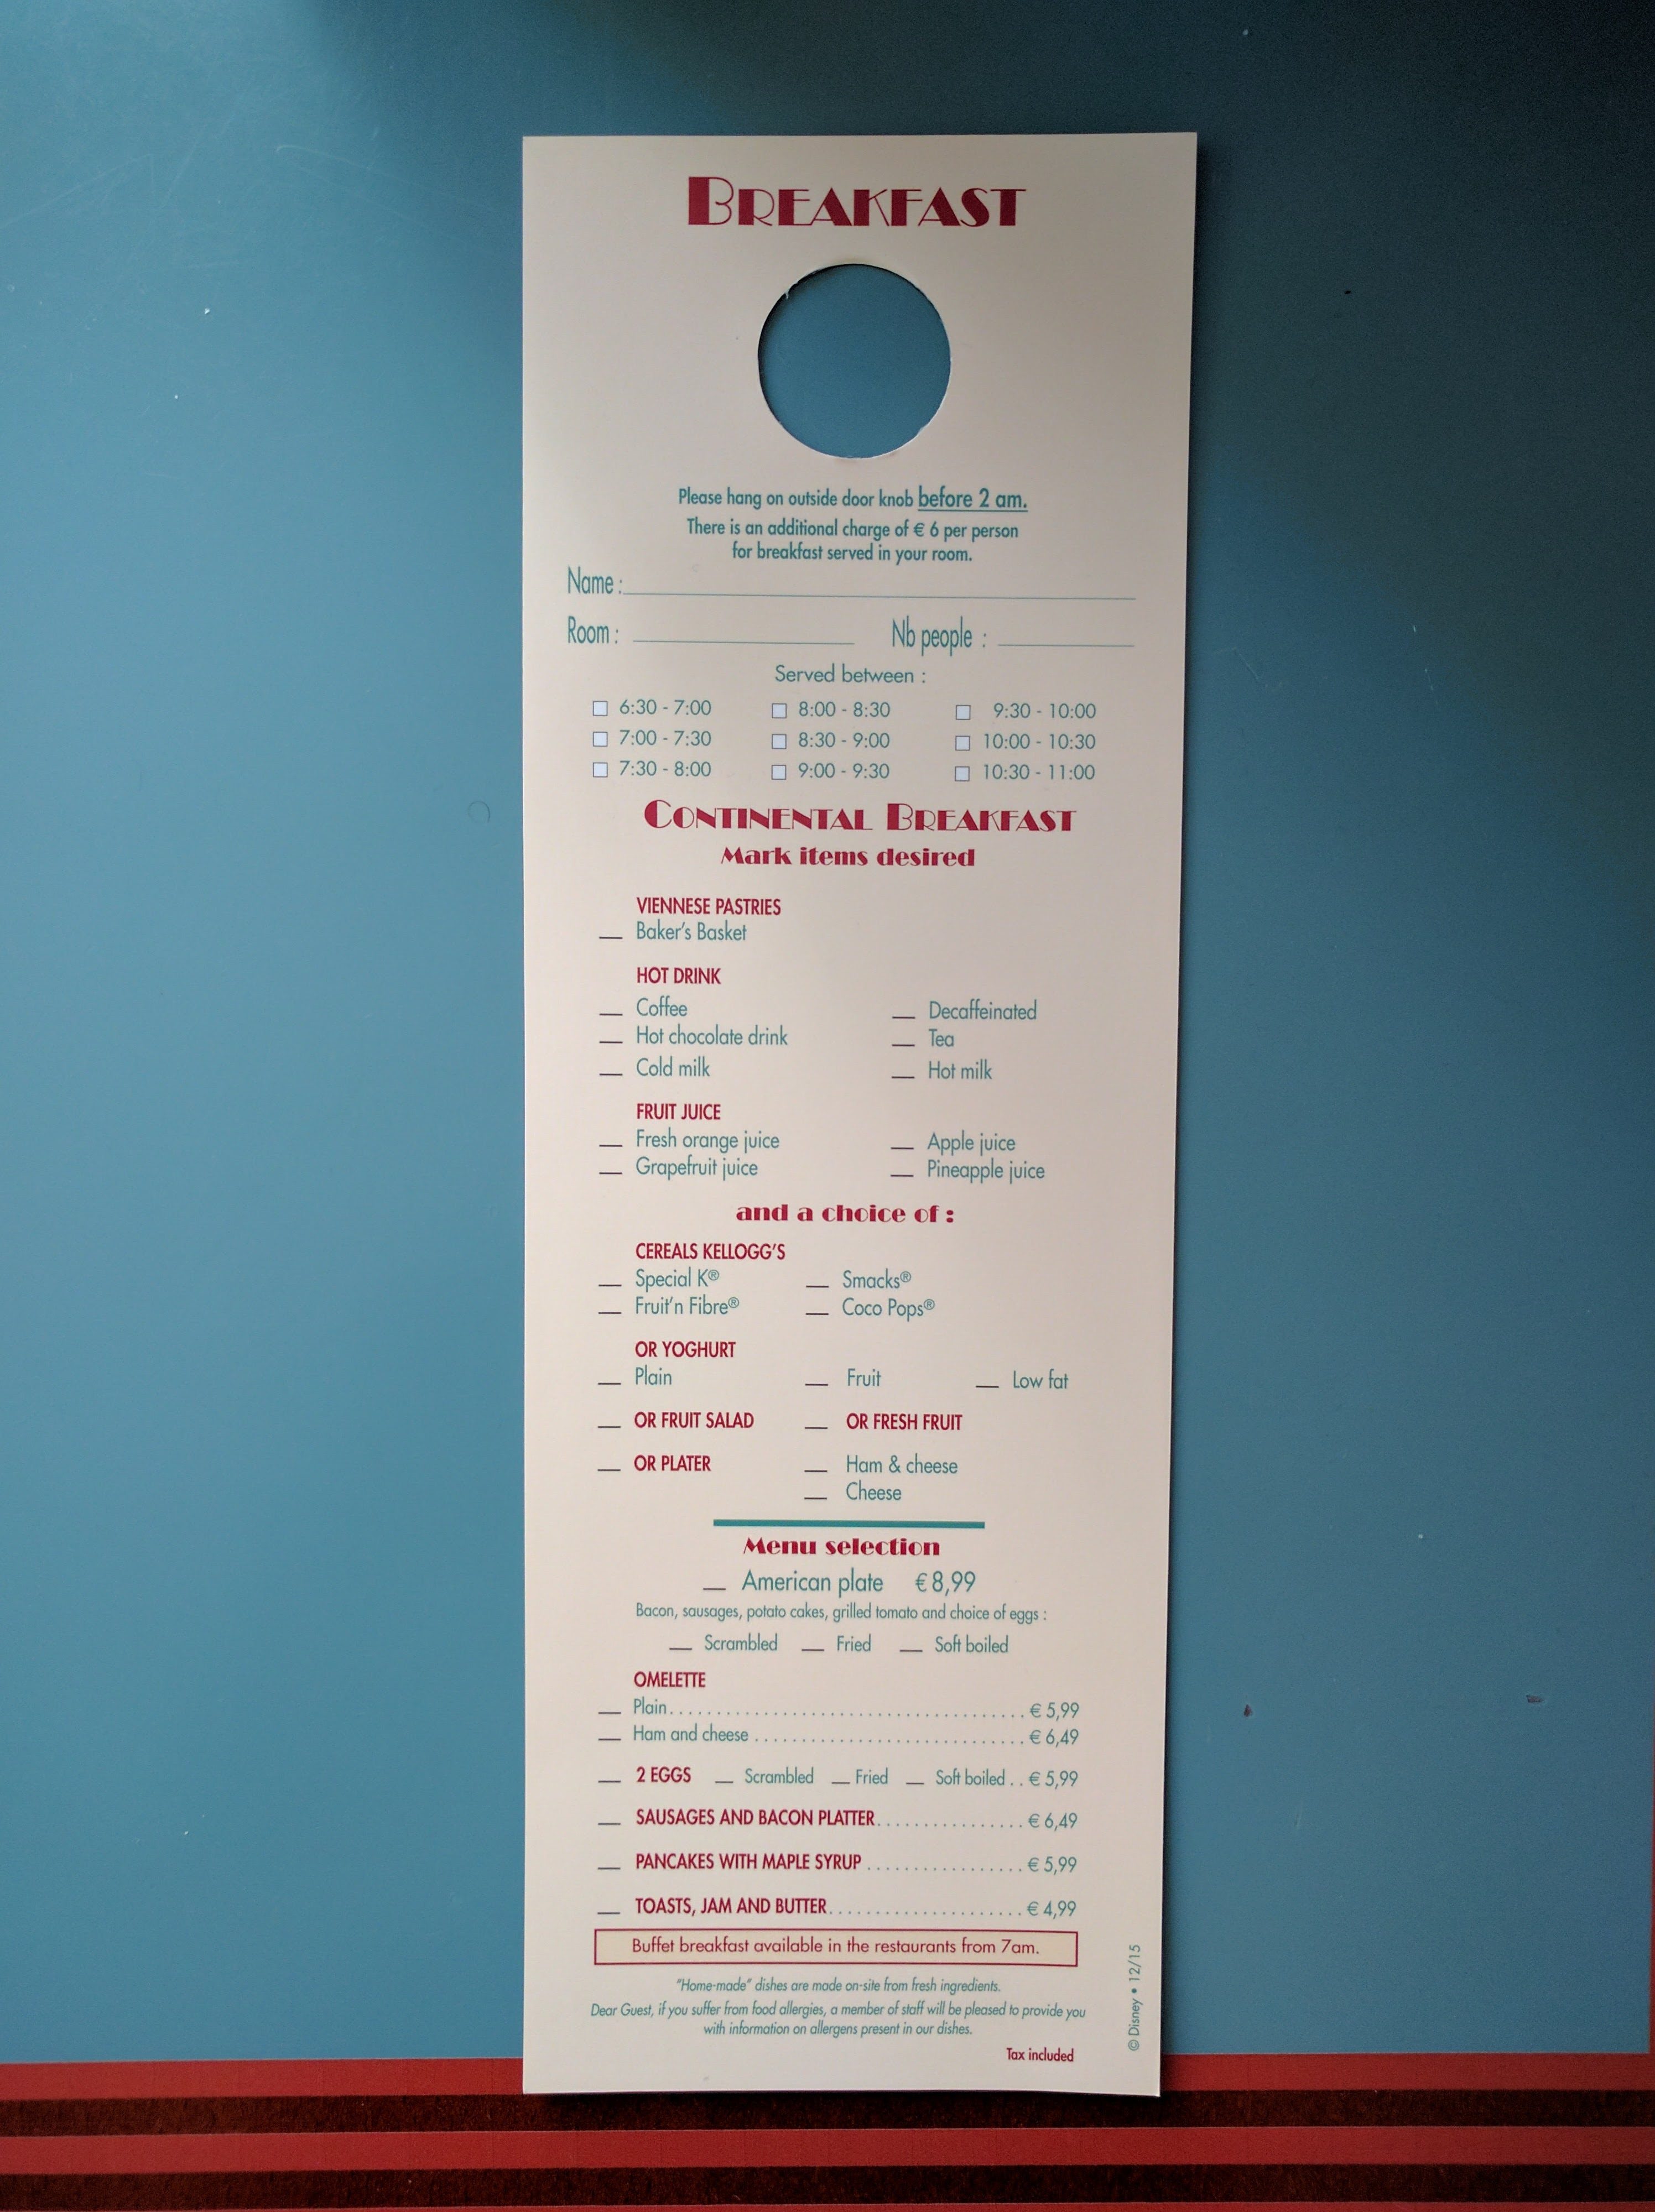 BREAKFAST
Please hang on outside door knob before 2 am.
There is an additional charge of € 6 per person
for breakfast served in your room.
Name :
Room : Nb people :
Served between :
6:30 - 7:00 8:00 - 8:30 9:30 - 10:00
7:00 - 7:30 8:30 - 9:00 10:00 - 10:30
7:30 - 8:00 9:00 - 9:30 10:30 - 11:00
CONTINENTAL BREAKFAST
Mark items desired
VIENNESE PASTRIES
Baker's Basket
HOT DRINK
Coffee Decaffeinated
Hot chocolate drink Tea
Cold milk Hot milk
FRUIT JUICE
Fresh orange juice Apple juice
Grapefruit juice Pineapple juice
and a choice of :
CEREALS KELLOGG'S
Special K® Smacks®
Fruit'n Fibre® Coco Pops®
OR YOGHURT
Plain Fruit Low fat
OR FRUIT SALAD OR FRESH FRUIT
OR PLATER Ham & cheese
Cheese
Menu selection
American plate € 8,99
Bacon, sausages, potato cakes, grilled tomato and choice of eggs :
Scrambled Fried Soft boiled
OMELETTE
Plain € 5,99
Ham and cheese € 6,49
2 EGGS Scrambled Fried Soft boiled . . € 5,99
SAUSAGES AND BACON PLATTER € 6,49
PANCAKES WITH MAPLE SYRUP € 5,99
TOASTS, JAM AND BUTTER € 4,99
Buffet breakfast available in the restaurants from 7am.
"Home-made" dishes are made on-site from fresh ingredients.
Dear Guest, if you suffer from food allergies, a member of staff will be pleased to provide you
with information on allergens present in our dishes.
Tax included
© Disney • 12/15